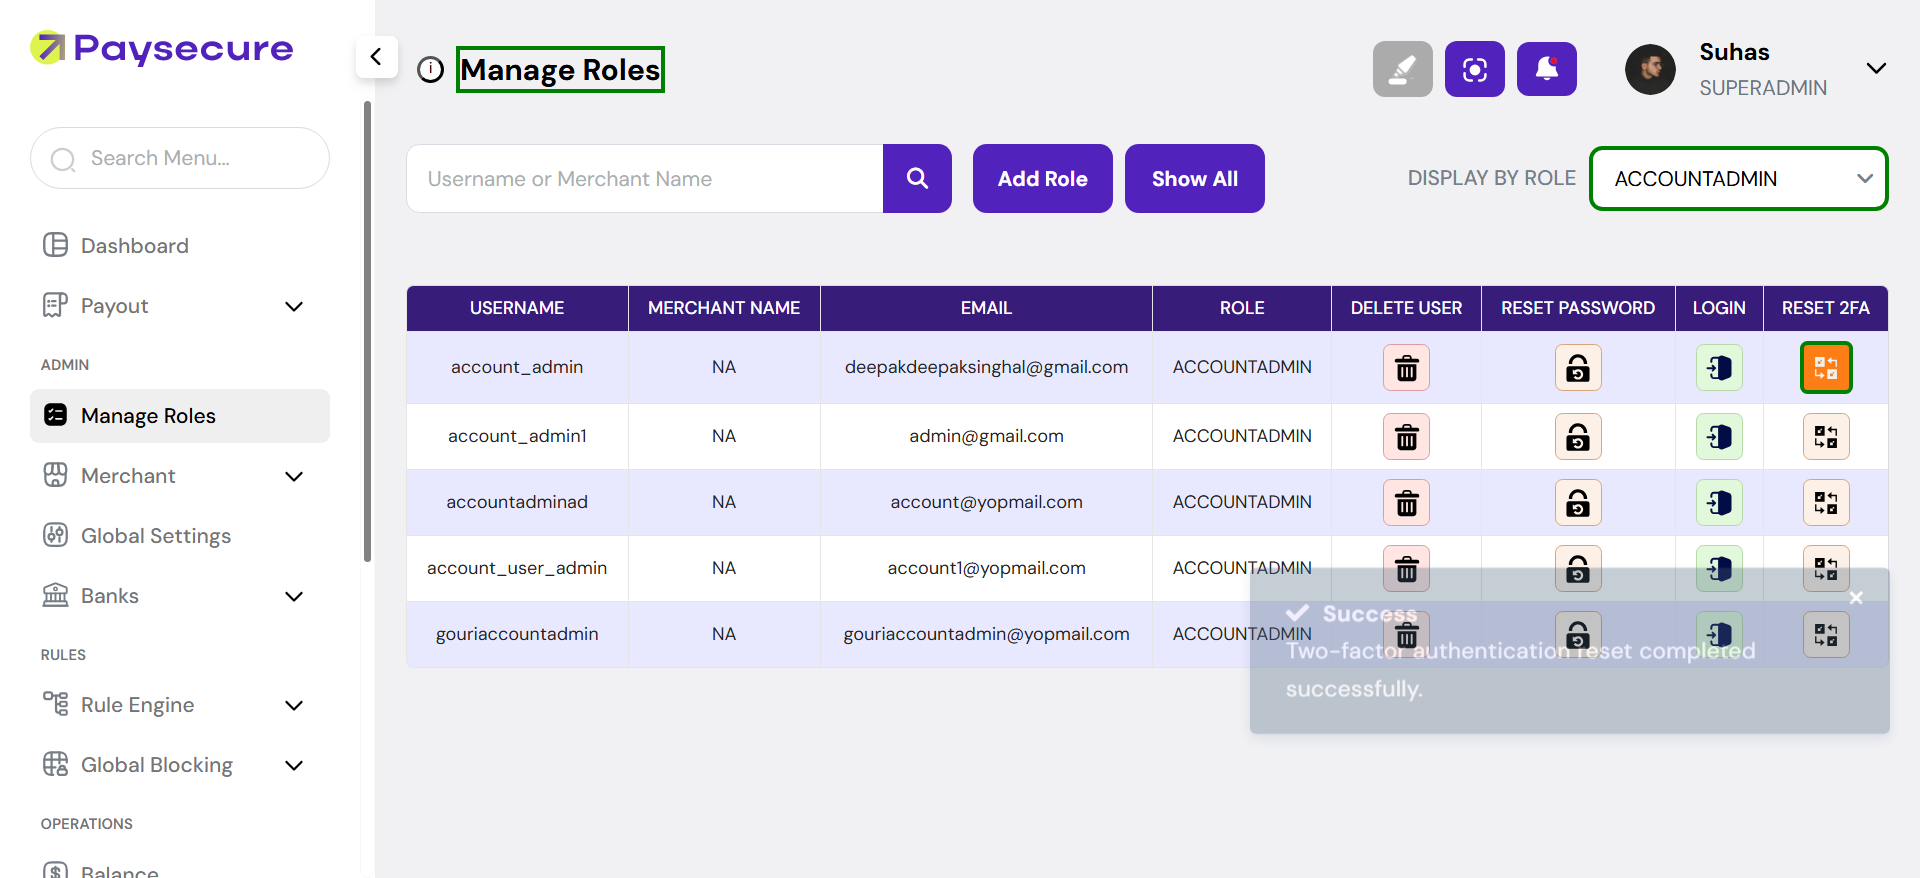 Paysecure
Search Menu...
Dashboard
Payout
ADMIN
Manage Roles
Merchant
Global Settings
Banks
RULES
Rule Engine
Global Blocking
OPERATIONS
Balance
Manage Roles
Suhas
SUPERADMIN
Username or Merchant Name
Add Role
Show All
DISPLAY BY ROLE
ACCOUNTADMIN
USERNAME MERCHANT NAME EMAIL ROLE DELETE USER RESET PASSWORD LOGIN RESET 2FA
account_admin NA deepakdeepaksinghal@gmail.com ACCOUNTADMIN
account_admin1 NA admin@gmail.com ACCOUNTADMIN
accountadminad NA account@yopmail.com ACCOUNTADMIN
account_user_admin NA account1@yopmail.com ACCOUNTADMIN
gouriaccountadmin NA gouriaccountadmin@yopmail.com ACCOUNTADMIN
Success
Two-factor authentication reset completed
successfully.